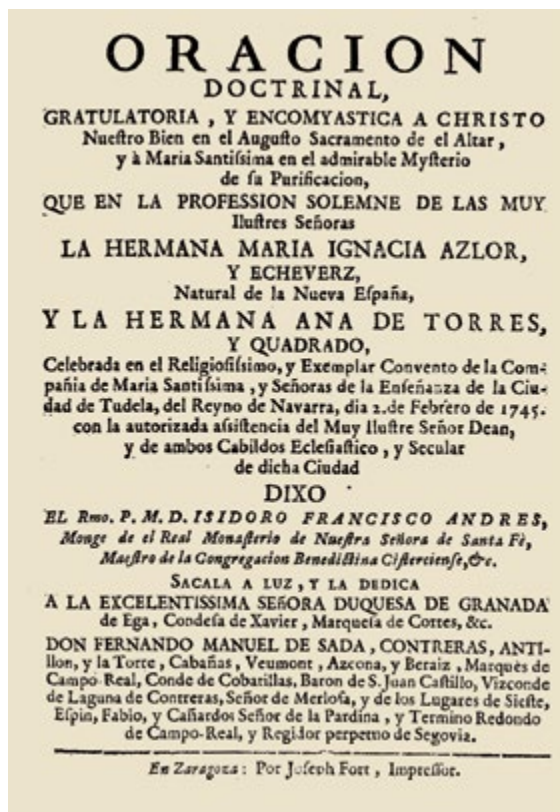 ORACION
DOCTRINAL,
GRATULATORIA , Y ENCOMYASTICA A CHRISTO
Nueſtro Bien en el Auguſto Sacramento de el Altar ,
y à Maria Santiſsima en el admirable Myſterio
de ſu Purificacion,
QUE EN LA PROFESSION SOLEMNE DE LAS MUY
Iluſtres Señoras
LA HERMANA MARIA IGNACIA AZLOR,
Y ECHEVERZ,
Natural de la Nueva Eſpaña,
Y LA HERMANA ANA DE TORRES,
Y QUADRADO,
Celebrada en el Religioſiſsimo, y Exemplar Convento de la Com-
pañia de Maria Santiſsima , y Señoras de la Enſeñanza de la Ciu-
dad de Tudela, del Reyno de Navarra, dia 2. de Febrero de 1745.
con la autorizada aſsiſtencia del Muy Iluſtre Señor Dean,
y de ambos Cabildos Ecleſiaſtico , y Secular
de dicha Ciudad
DIXO
EL Rmo. P. M. D. ISIDORO FRANCISCO ANDRES,
Monge de el Real Monaſterio de Nueſtra Señora de Santa Fè,
Maeſtro de la Congregacion Benedictina Ciſtercienſe, &c.
SACALA A LUZ, Y LA DEDICA
A LA EXCELENTISSIMA SEñORA DUQUESA DE GRANADA
de Ega, Condeſa de Xavier, Marqueſa de Cortes, &c.
DON FERNANDO MANUEL DE SADA, CONTRERAS, ANTI-
llon, y la Torre, Cabañas, Veumont, Azcona, y Beraiz, Marquès de
Campo-Real, Conde de Cobatillas, Baron de S. Juan Caſtillo, Vizconde
de Laguna de Contreras, Señor de Merloſa, y de los Lugares de Sieſte,
Eſpin, Fabio, y Cañardos Señor de la Pardina , y Termino Redondo
de Campo-Real, y Regidor perpetuo de Segovia.
En Zaragoza : Por Joſeph Fort , Impreſſor.